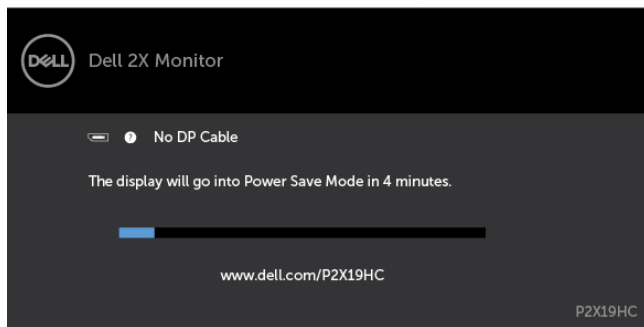 DELL Dell 2X Monitor
? No DP Cable
The display will go into Power Save Mode in 4 minutes.
www.dell.com/P2X19HC
P2X19HC